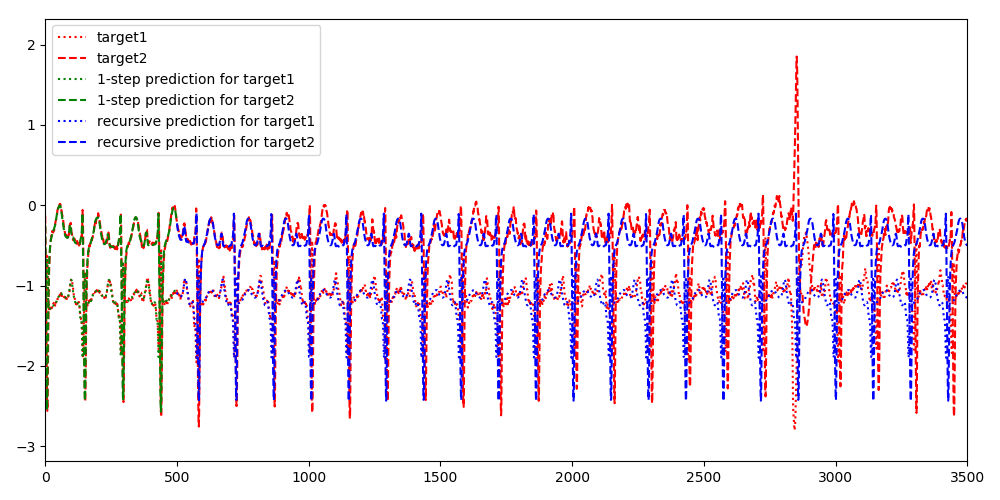 target1
target2
1-step prediction for target1
1-step prediction for target2
recursive prediction for target1
recursive prediction for target2
2
1
0
−1
−2
−3
0 500 1000 1500 2000 2500 3000 3500